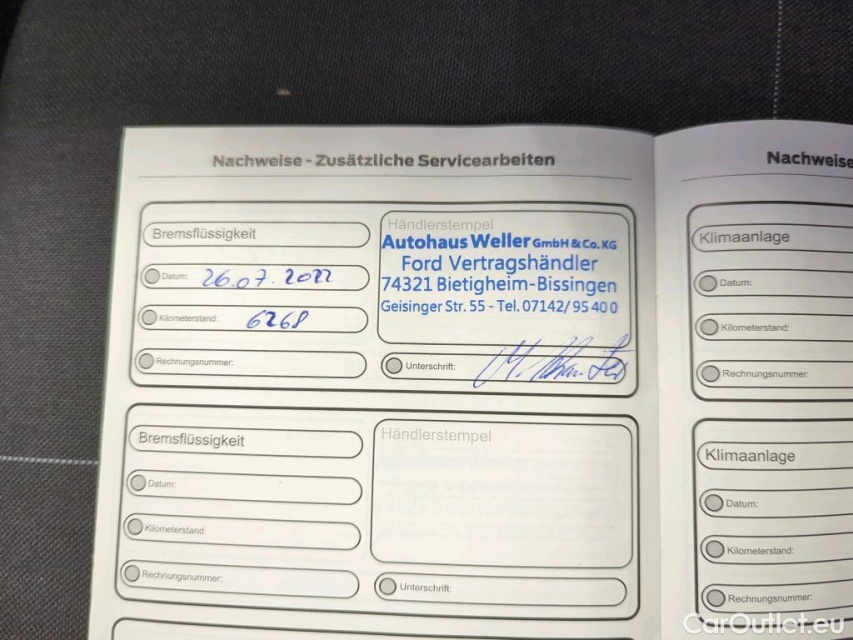 Nachweise - Zusätzliche Servicearbeiten
Bremsflüssigkeit
Datum: 26.07.2022
Kilometerstand: 6268
Rechnungsnummer:
Händlerstempel
Autohaus Weller GmbH & Co. KG
Ford Vertragshändler
74321 Bietigheim-Bissingen
Geisinger Str. 55 - Tel. 07142/95 40 0
Unterschrift:
Bremsflüssigkeit
Datum:
Kilometerstand:
Rechnungsnummer:
Händlerstempel
Unterschrift:
Nachweise
Klimaanlage
Datum:
Kilometerstand:
Rechnungsnummer:
Klimaanlage
Datum:
Kilometerstand:
Rechnungsnummer:
CarOutlet.eu